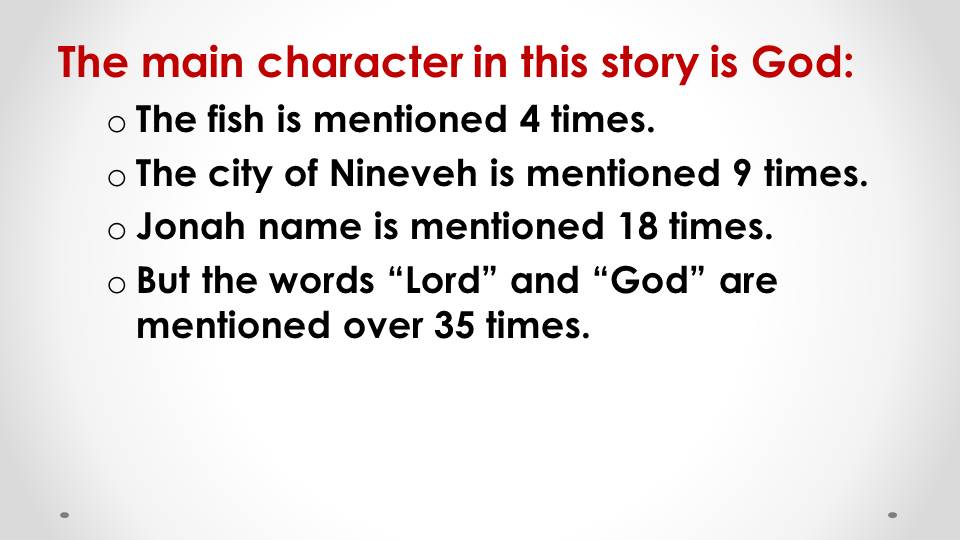 The main character in this story is God:
o The fish is mentioned 4 times.
o The city of Nineveh is mentioned 9 times.
o Jonah name is mentioned 18 times.
o But the words “Lord” and “God” are
mentioned over 35 times.